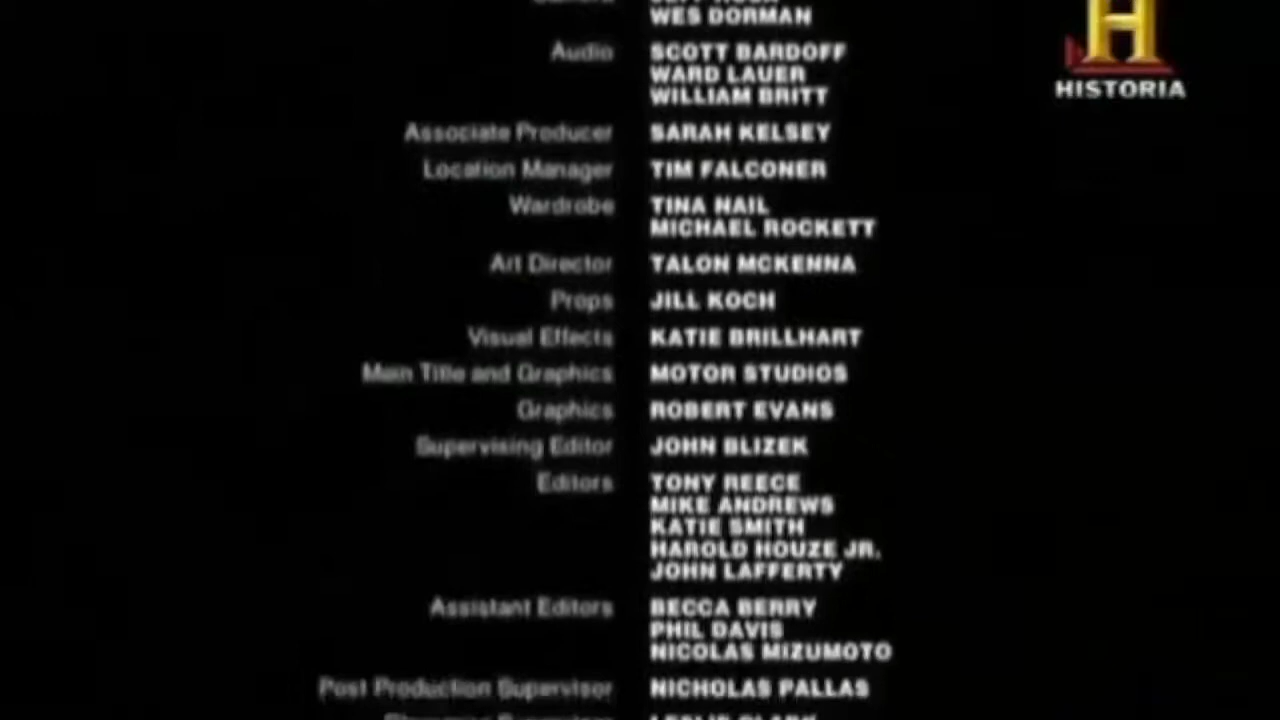 WES DORMAN
Audio SCOTT BARDOFF
WARD LAUER
WILLIAM BRITT
Associate Producer SARAH KELSEY
Location Manager TIM FALCONER
Wardrobe TINA NAIL
MICHAEL ROCKETT
Art Director TALON MCKENNA
Props JILL KOCH
Visual Effects KATIE BRILLHART
Main Title and Graphics MOTOR STUDIOS
Graphics ROBERT EVANS
Supervising Editor JOHN BLIZEK
Editors TONY REECE
MIKE ANDREWS
KATIE SMITH
HAROLD HOUZE JR.
JOHN LAFFERTY
Assistant Editors BECCA BERRY
PHIL DAVIS
NICOLAS MIZUMOTO
Post Production Supervisor NICHOLAS PALLAS
H
HISTORIA